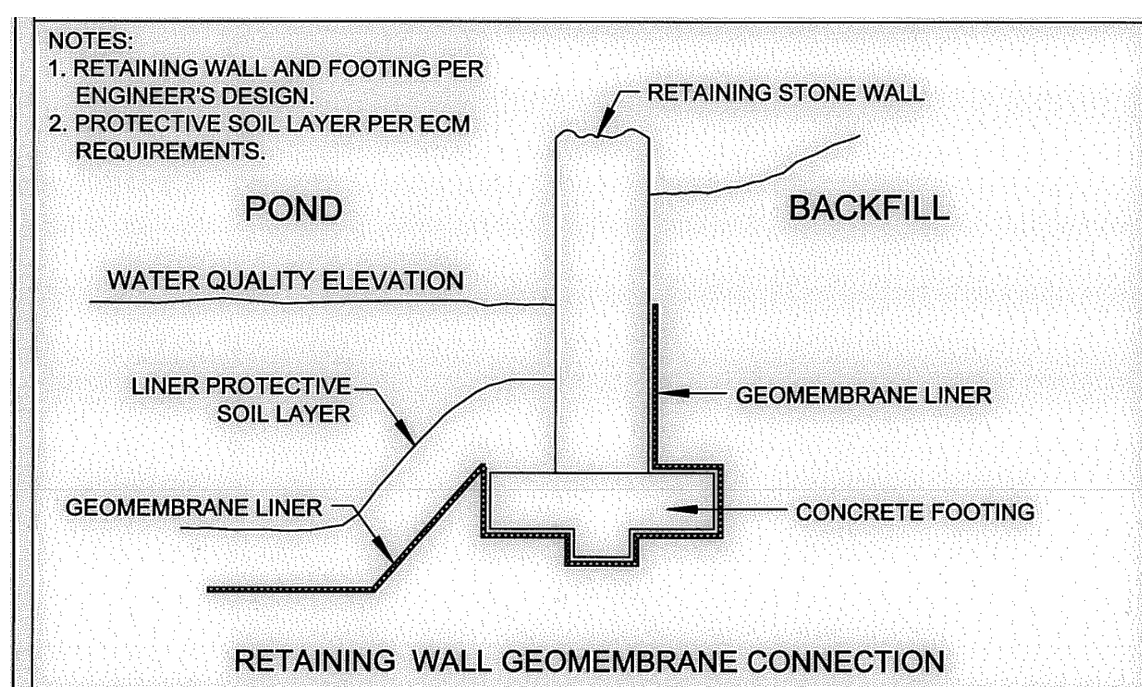 NOTES:
1. RETAINING WALL AND FOOTING PER
ENGINEER'S DESIGN.
2. PROTECTIVE SOIL LAYER PER ECM
REQUIREMENTS.
RETAINING STONE WALL
POND
BACKFILL
WATER QUALITY ELEVATION
LINER PROTECTIVE
SOIL LAYER
GEOMEMBRANE LINER
GEOMEMBRANE LINER
CONCRETE FOOTING
RETAINING WALL GEOMEMBRANE CONNECTION